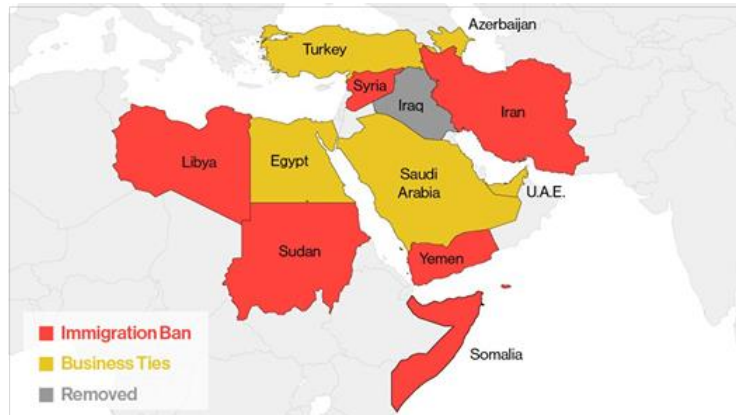 Azerbaijan
Turkey
Syria
Iraq
Iran
Libya
Egypt
Saudi
Arabia
U.A.E.
Sudan
Yemen
Somalia
Immigration Ban
Business Ties
Removed